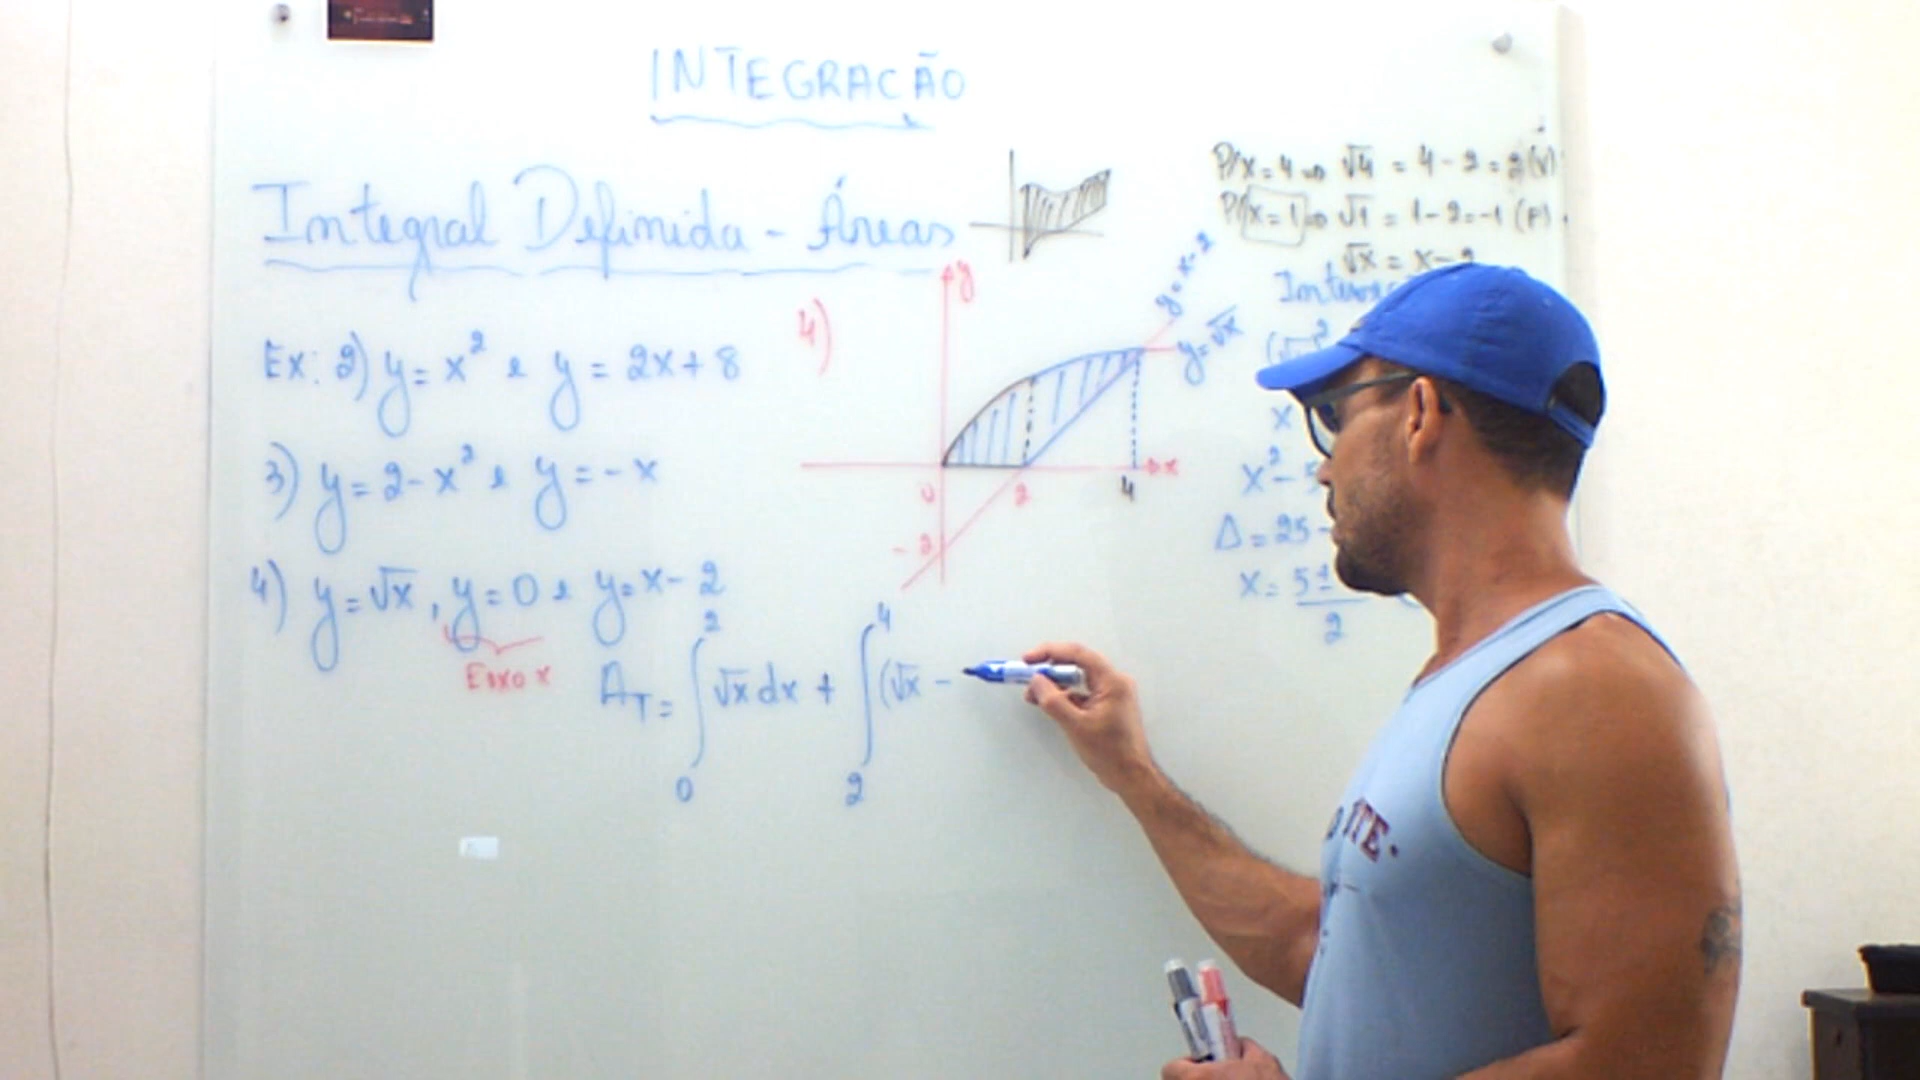 INTEGRAÇÃO
Integral Definida - Áreas
Ex: 2) y = x² e y = 2x + 8
3) y = 2 - x² e y = -x
4) y = √x, y = 0 e y = x - 2
Eixo x
A_T = ∫₀² √x dx + ∫₂⁴ (√x -
4)
y
y = x - 2
y = √x
0 2 4 x
-2
P/ x = 4 ⇒ √4 = 4 - 2 = 2 (V)
P/ x = 1 ⇒ √1 = 1 - 2 = -1 (F)
√x = x - 2
(√x)²
x
x² - 5
Δ = 25 -
x = 5 ±
2
ITE.